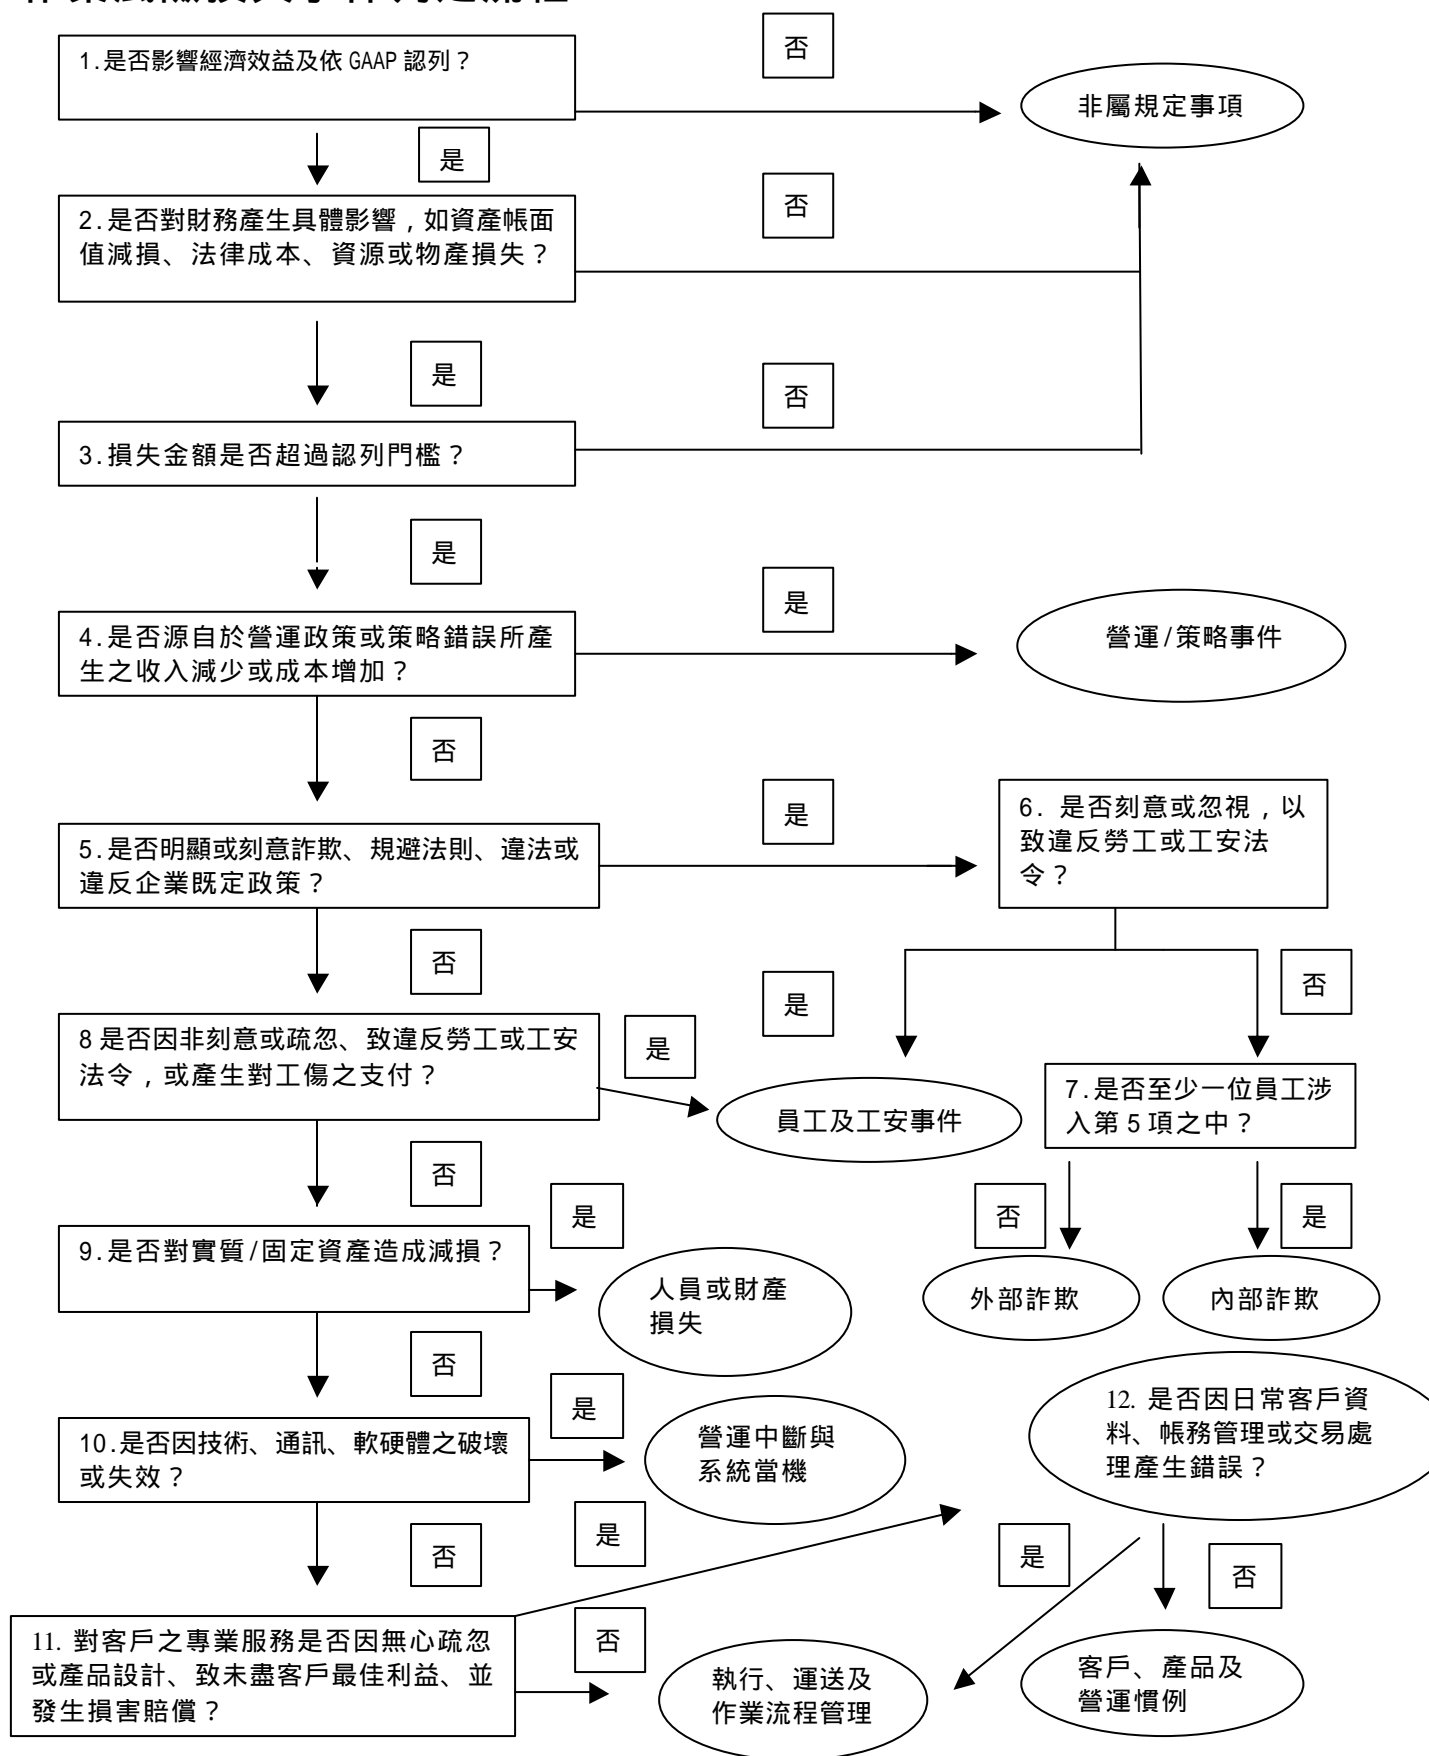 1.是否影響經濟效益及依 GAAP 認列？
否
非屬規定事項
是
2.是否對財務產生具體影響，如資產帳面
值減損、法律成本、資源或物產損失？
否
是
否
3.損失金額是否超過認列門檻？
是
是
4.是否源自於營運政策或策略錯誤所產
生之收入減少或成本增加？
營運/策略事件
否
是
6. 是否刻意或忽視，以
致違反勞工或工安法
令？
5.是否明顯或刻意詐欺、規避法則、違法或
違反企業既定政策？
否
是
否
8 是否因非刻意或疏忽、致違反勞工或工安
法令，或產生對工傷之支付？
是
員工及工安事件
7.是否至少一位員工涉
入第 5 項之中？
否
是
否
是
9.是否對實質/固定資產造成減損？
人員或財產
損失
外部詐欺
內部詐欺
否
是
10.是否因技術、通訊、軟硬體之破壞
或失效？
營運中斷與
系統當機
12. 是否因日常客戶資
料、帳務管理或交易處
理產生錯誤？
否
是
是
否
11. 對客戶之專業服務是否因無心疏忽
或產品設計、致未盡客戶最佳利益、並
發生損害賠償？
否
執行、運送及
作業流程管理
客戶、產品及
營運慣例